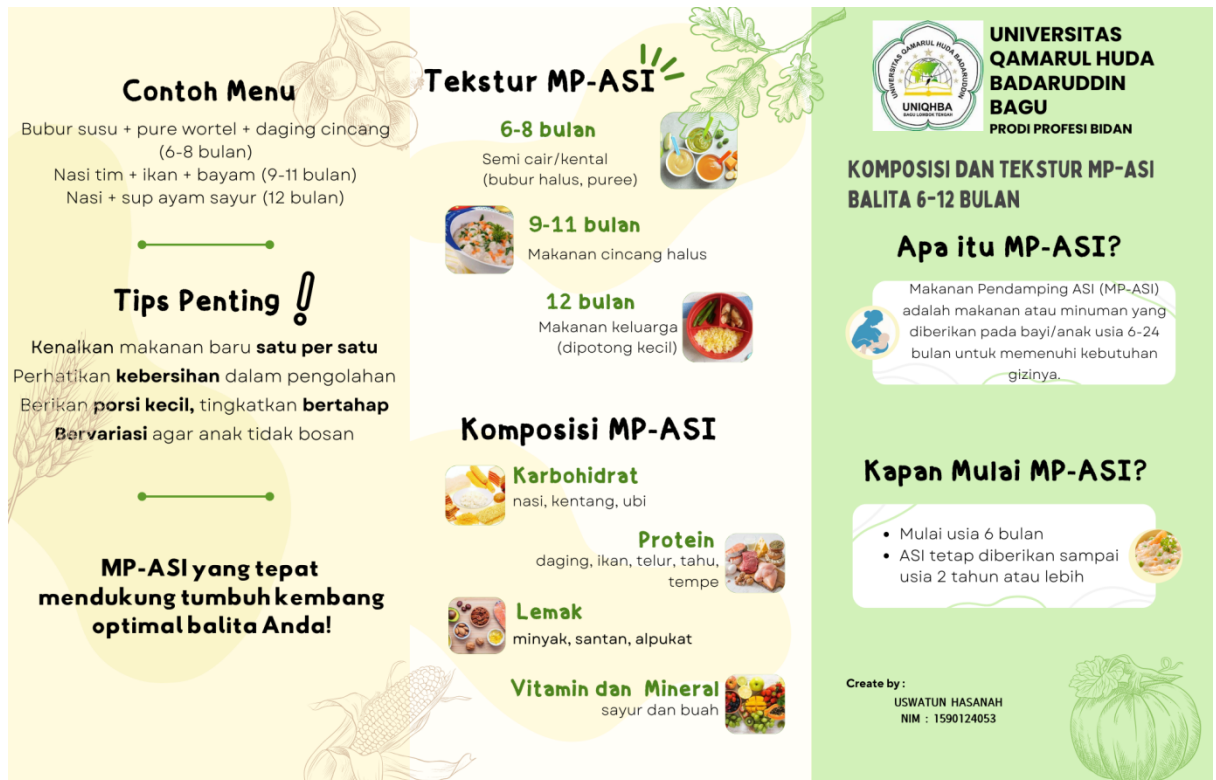 Contoh Menu
Bubur susu + pure wortel + daging cincang
(6-8 bulan)
Nasi tim + ikan + bayam (9-11 bulan)
Nasi + sup ayam sayur (12 bulan)
Tips Penting
Kenalkan makanan baru satu per satu
Perhatikan kebersihan dalam pengolahan
Berikan porsi kecil, tingkatkan bertahap
Bervariasi agar anak tidak bosan
MP-ASI yang tepat
mendukung tumbuh kembang
optimal balita Anda!
Tekstur MP-ASI
6-8 bulan
Semi cair/kental
(bubur halus, puree)
9-11 bulan
Makanan cincang halus
12 bulan
Makanan keluarga
(dipotong kecil)
Komposisi MP-ASI
Karbohidrat
nasi, kentang, ubi
Protein
daging, ikan, telur, tahu,
tempe
Lemak
minyak, santan, alpukat
Vitamin dan Mineral
sayur dan buah
UNIVERSITAS QAMARUL HUDA BADARUDDIN
UNIQHBA
BAGU LOMBOK TENGAH
UNIVERSITAS
QAMARUL HUDA
BADARUDDIN
BAGU
PRODI PROFESI BIDAN
KOMPOSISI DAN TEKSTUR MP-ASI
BALITA 6-12 BULAN
Apa itu MP-ASI?
Makanan Pendamping ASI (MP-ASI)
adalah makanan atau minuman yang
diberikan pada bayi/anak usia 6-24
bulan untuk memenuhi kebutuhan
gizinya.
Kapan Mulai MP-ASI?
• Mulai usia 6 bulan
• ASI tetap diberikan sampai
usia 2 tahun atau lebih
Create by :
USWATUN HASANAH
NIM : 1590124053